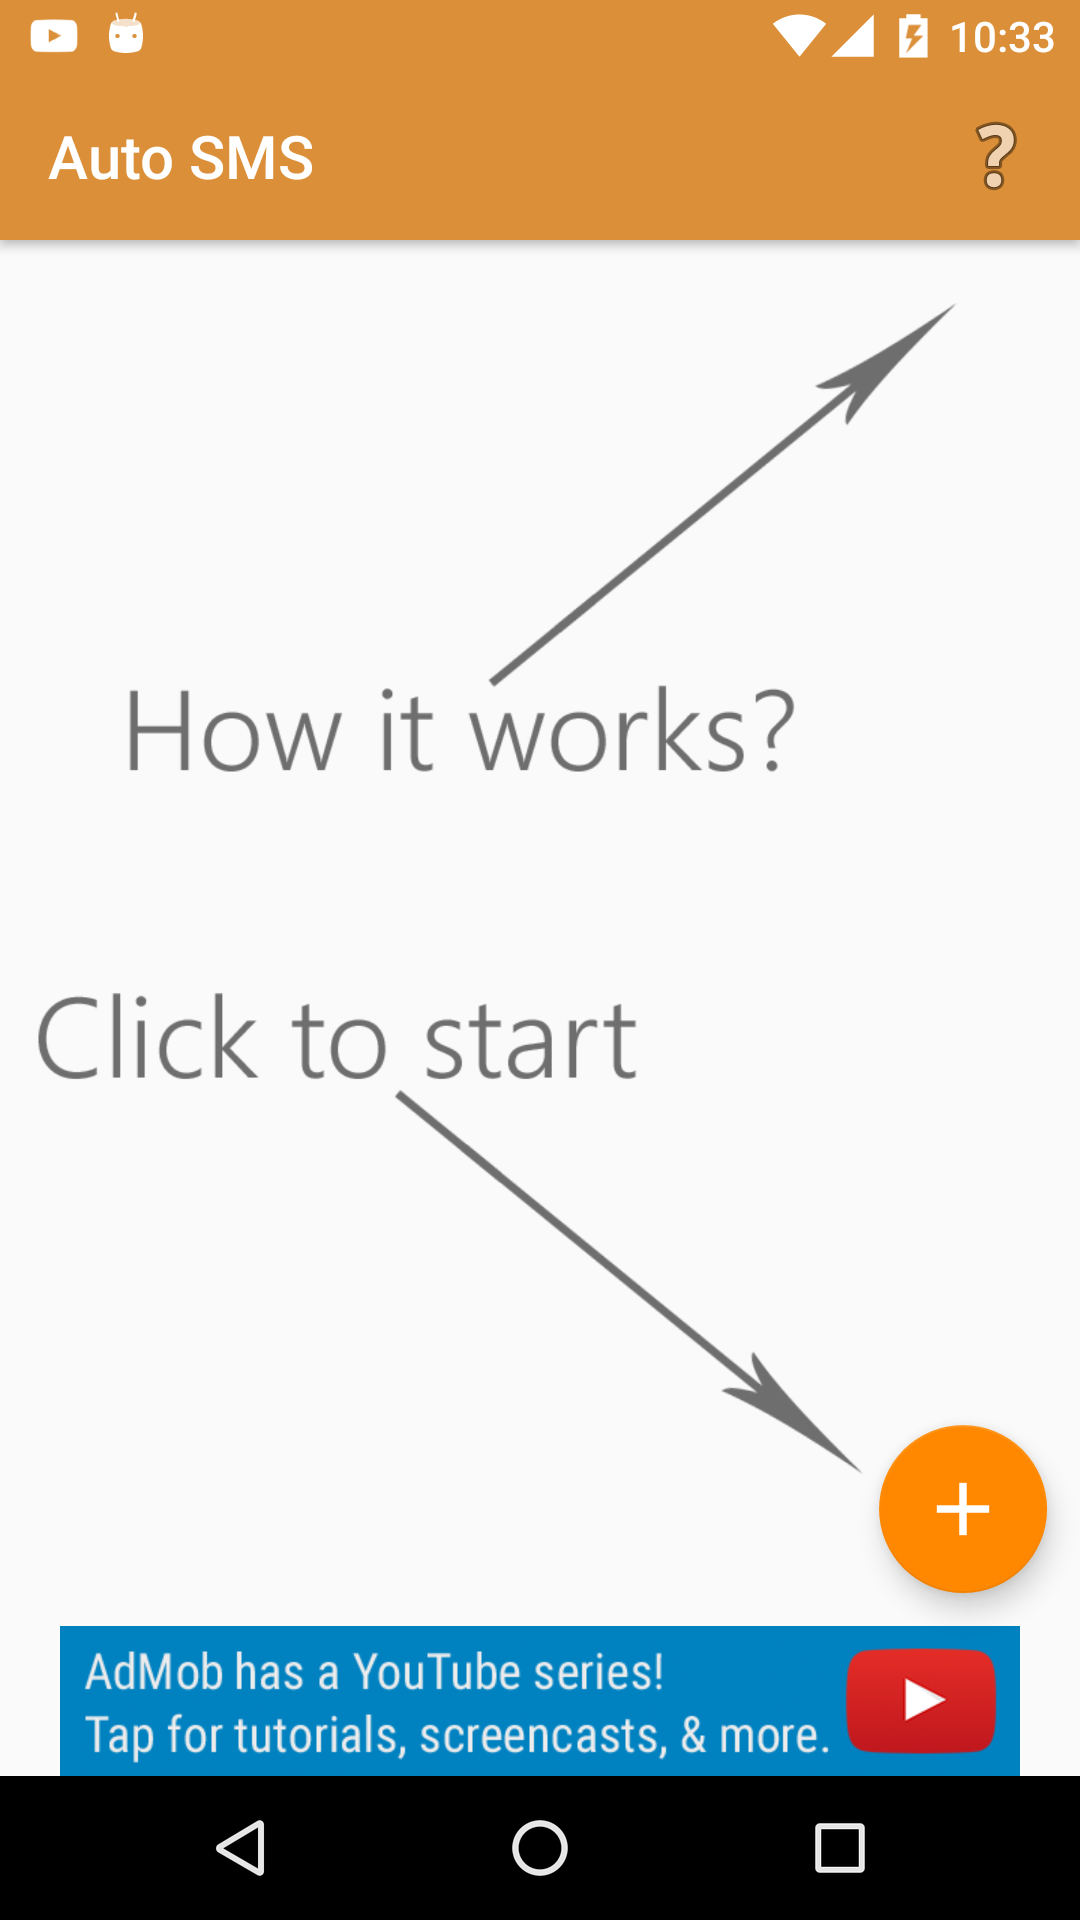 10:33
Auto SMS
?
How it works?
Click to start
+
AdMob has a YouTube series!
Tap for tutorials, screencasts, & more.